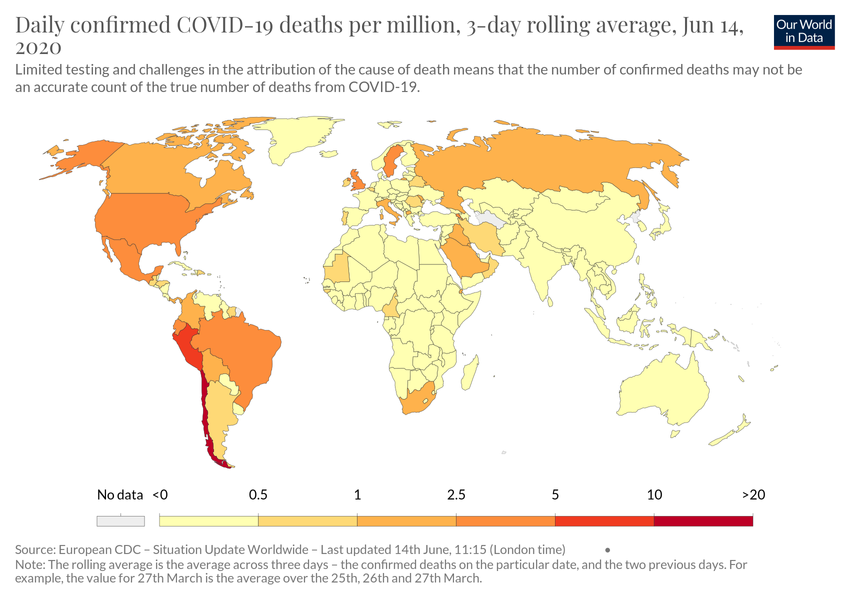 Daily confirmed COVID-19 deaths per million, 3-day rolling average, Jun 14,
2020
Our World
in Data
Limited testing and challenges in the attribution of the cause of death means that the number of confirmed deaths may not be
an accurate count of the true number of deaths from COVID-19.
No data <0 0.5 1 2.5 5 10 >20
Source: European CDC – Situation Update Worldwide – Last updated 14th June, 11:15 (London time)
Note: The rolling average is the average across three days – the confirmed deaths on the particular date, and the two previous days. For
example, the value for 27th March is the average over the 25th, 26th and 27th March.